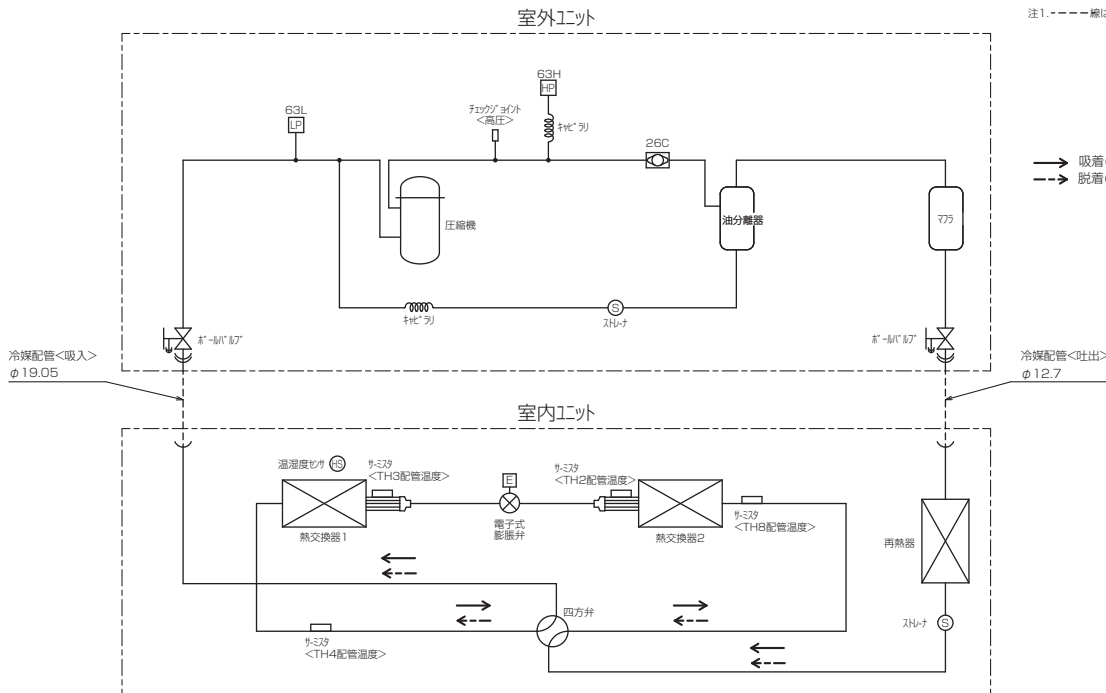 室外ユニット
注1.-----線は
63H
HP
63L
LP
チェックジョイント
<高圧>
キャピラリ
26C
吸着
脱着
圧縮機
油分離器
マフラ
キャピラリ
S
ストレーナ
ボールバルブ
ボールバルブ
冷媒配管<吸入>
φ19.05
冷媒配管<吐出>
φ12.7
室内ユニット
温湿度センサ HS
サーミスタ
<TH3配管温度>
E
電子式
膨脹弁
サーミスタ
<TH2配管温度>
サーミスタ
<TH8配管温度>
熱交換器1
熱交換器2
再熱器
四方弁
ストレーナ S
サーミスタ
<TH4配管温度>